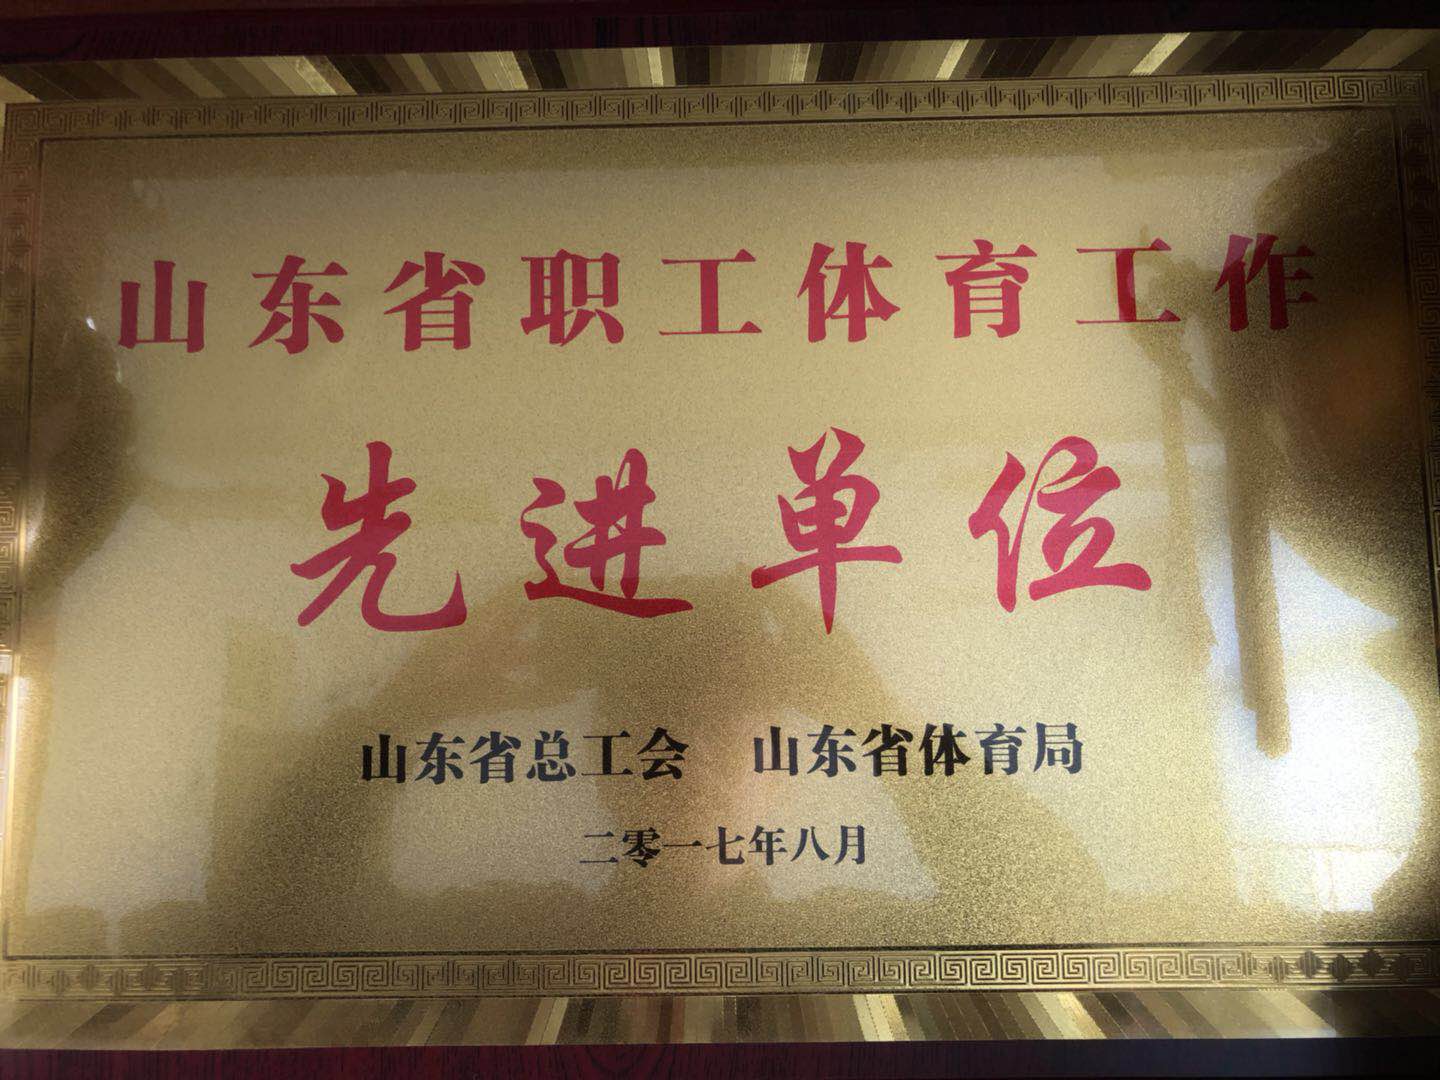 山东省职工体育工作
先进单位
山东省总工会 山东省体育局
二零一七年八月